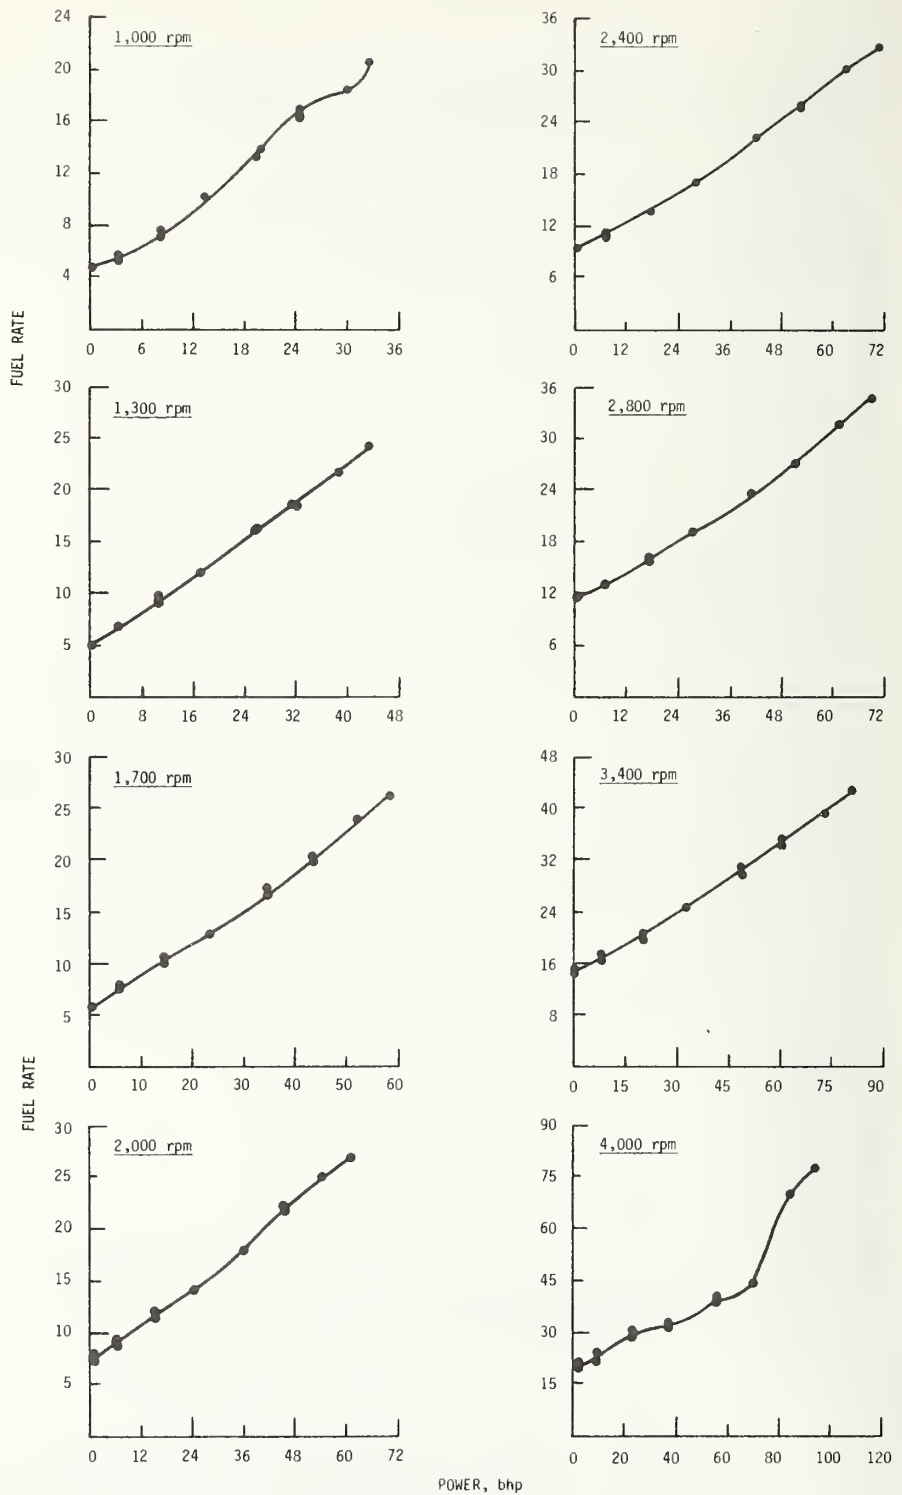 1,000 rpm
24
20
16
12
8
4
0 6 12 18 24 30 36
2,400 rpm
36
30
24
18
12
6
0 12 24 36 48 60 72
FUEL RATE
1,300 rpm
30
25
20
15
10
5
0 8 16 24 32 40 48
2,800 rpm
36
30
24
18
12
6
0 12 24 36 48 60 72
1,700 rpm
30
25
20
15
10
5
0 10 20 30 40 50 60
3,400 rpm
48
40
32
24
16
8
0 15 30 45 60 75 90
FUEL RATE
2,000 rpm
30
25
20
15
10
5
0 12 24 36 48 60 72
4,000 rpm
90
75
60
45
30
15
0 20 40 60 80 100 120
POWER, bhp